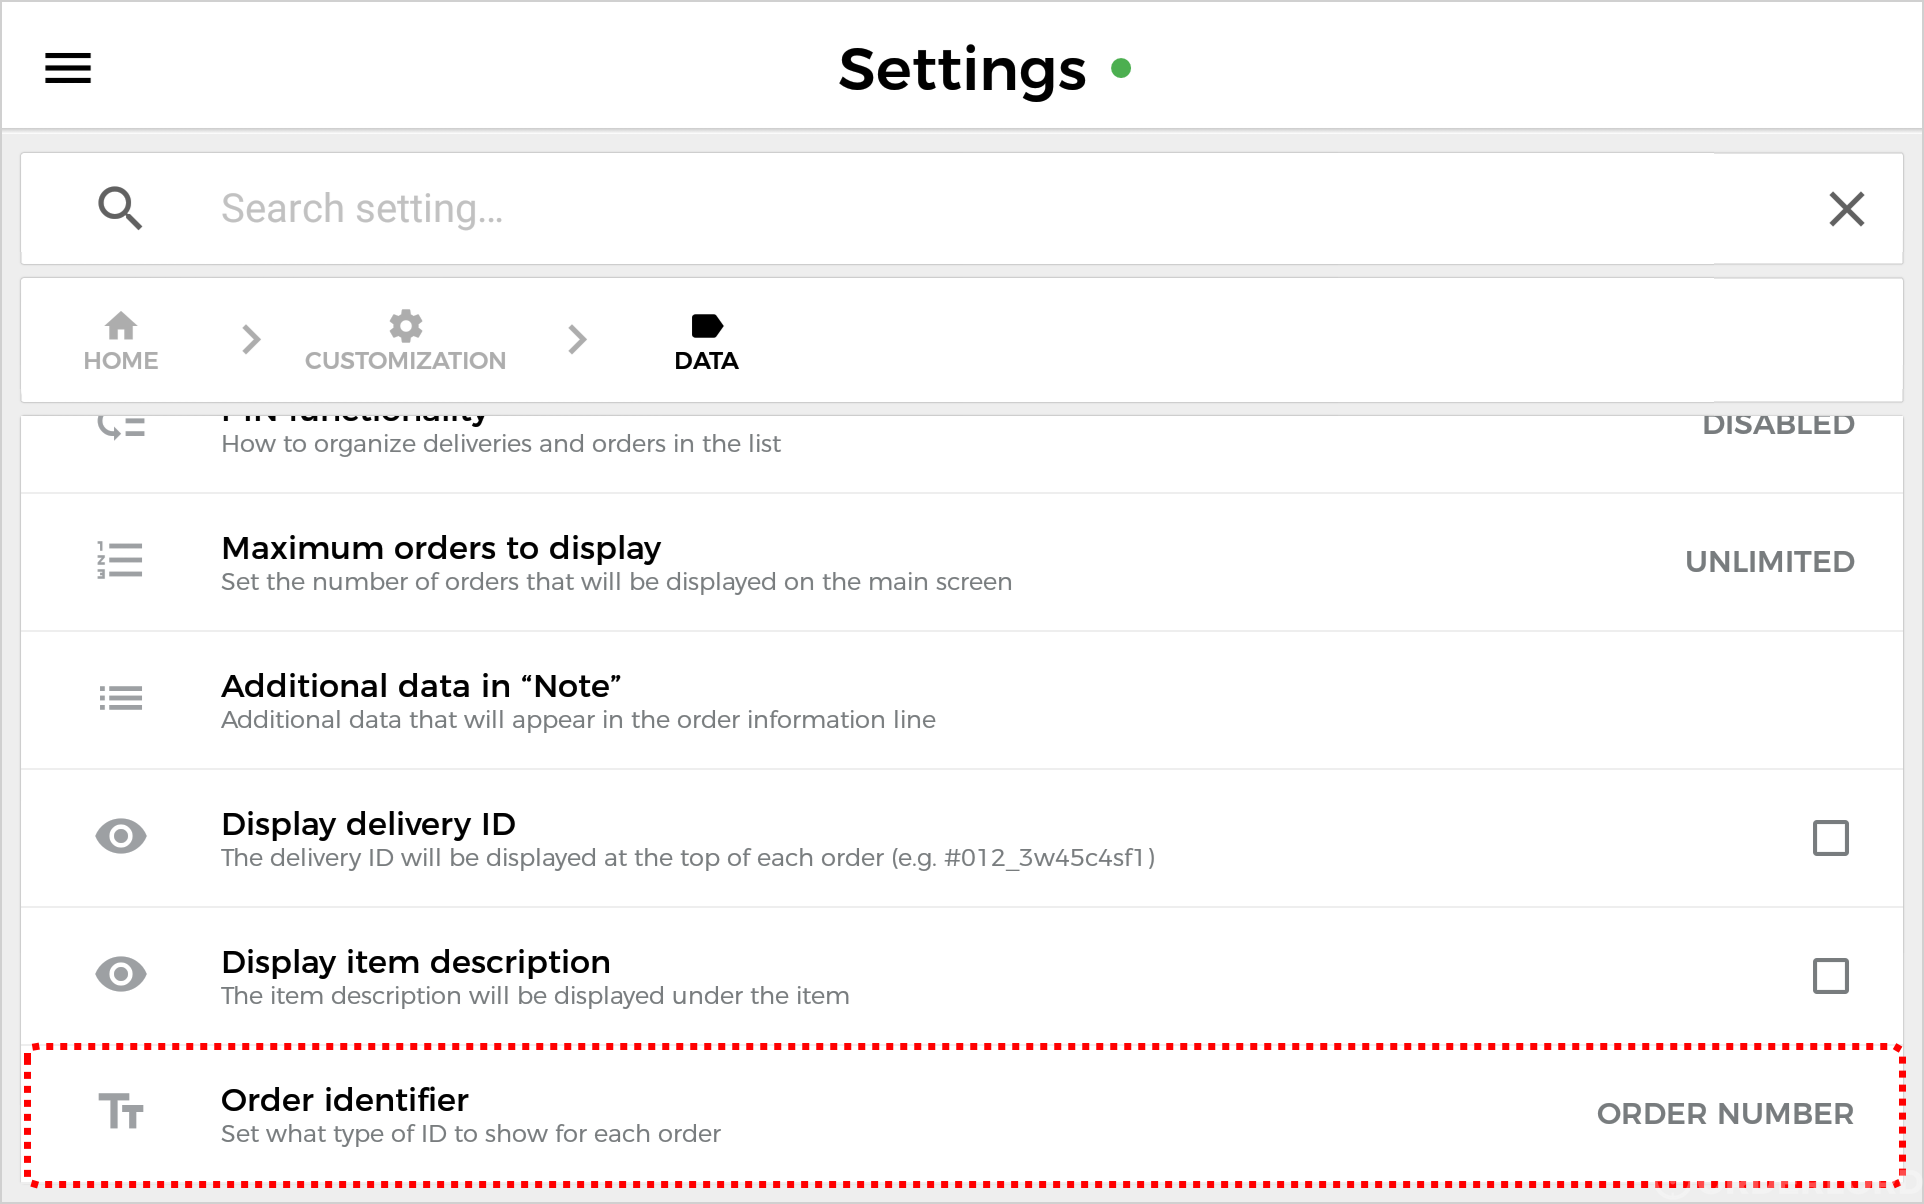 Settings
Search setting...
HOME
CUSTOMIZATION
DATA
PIN functionality
DISABLED
How to organize deliveries and orders in the list
Maximum orders to display
UNLIMITED
Set the number of orders that will be displayed on the main screen
Additional data in “Note”
Additional data that will appear in the order information line
Display delivery ID
The delivery ID will be displayed at the top of each order (e.g. #012_3w45c4sf1)
Display item description
The item description will be displayed under the item
Order identifier
ORDER NUMBER
Set what type of ID to show for each order